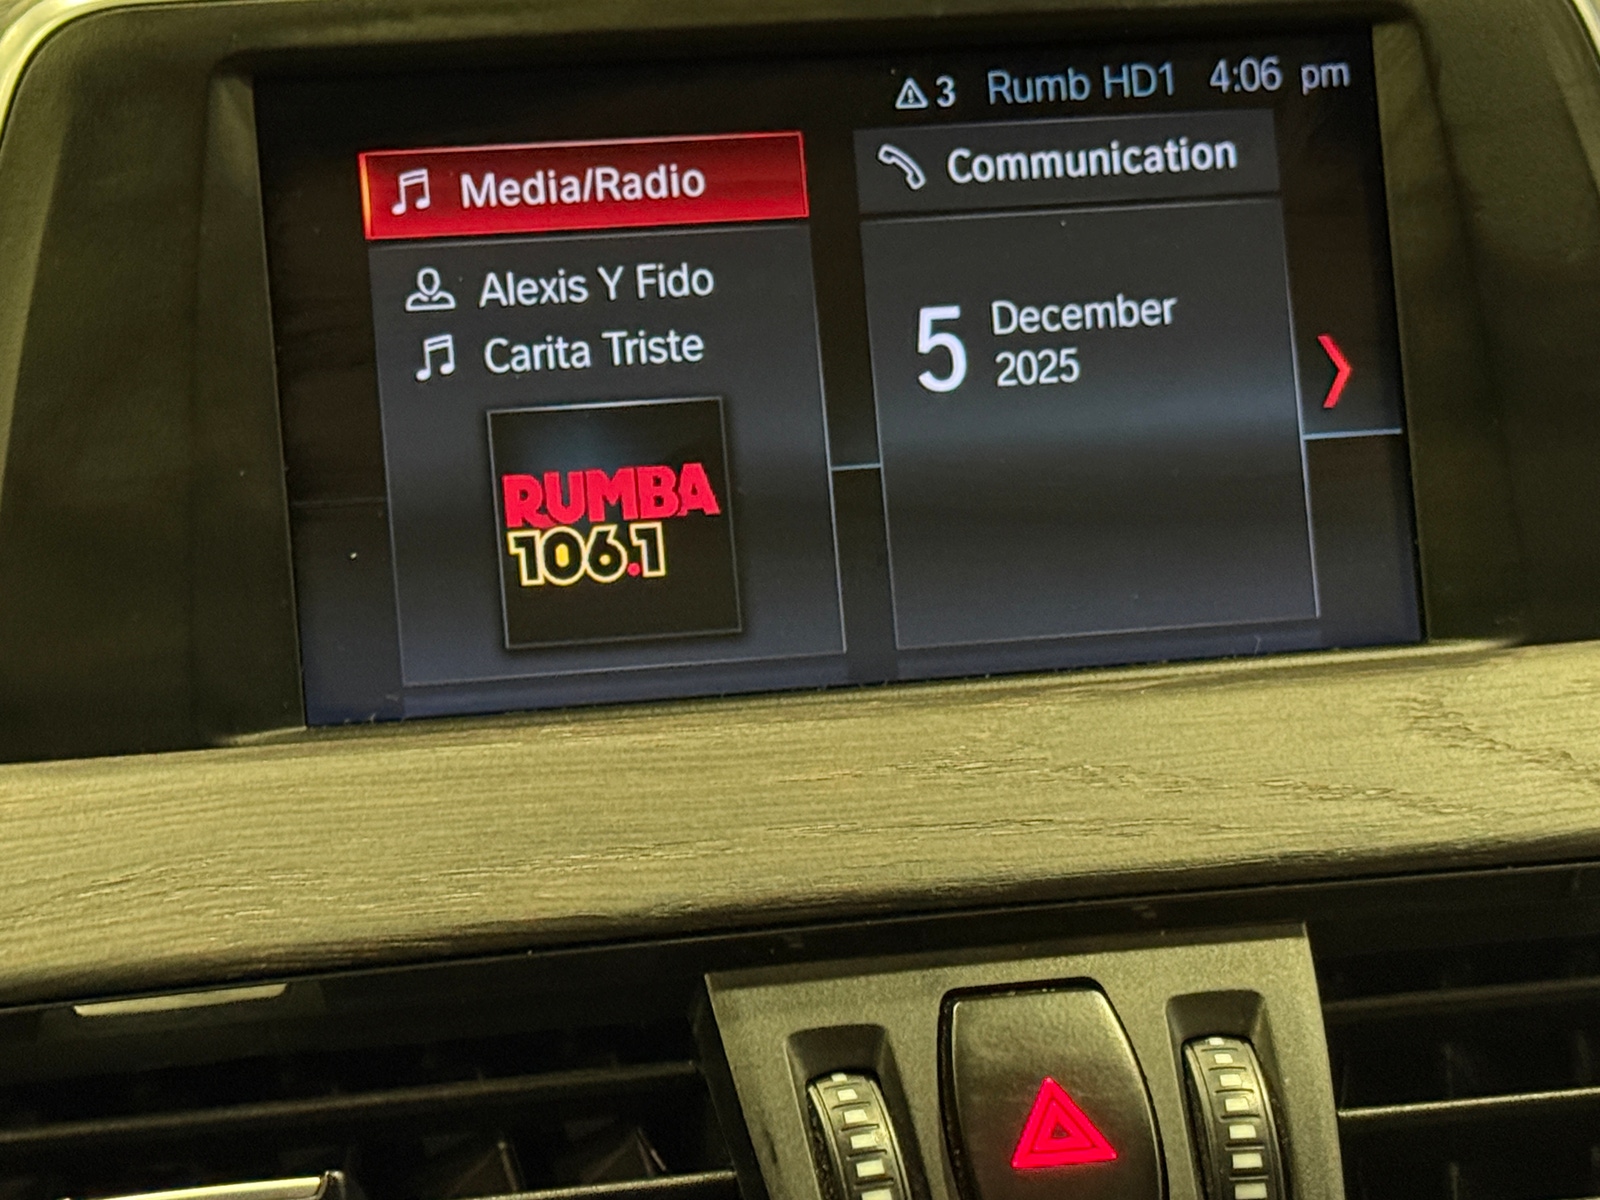 3 Rumb HD1 4:06 pm
Media/Radio
Alexis Y Fido
Carita Triste
RUMBA
106.1
Communication
5 December
2025